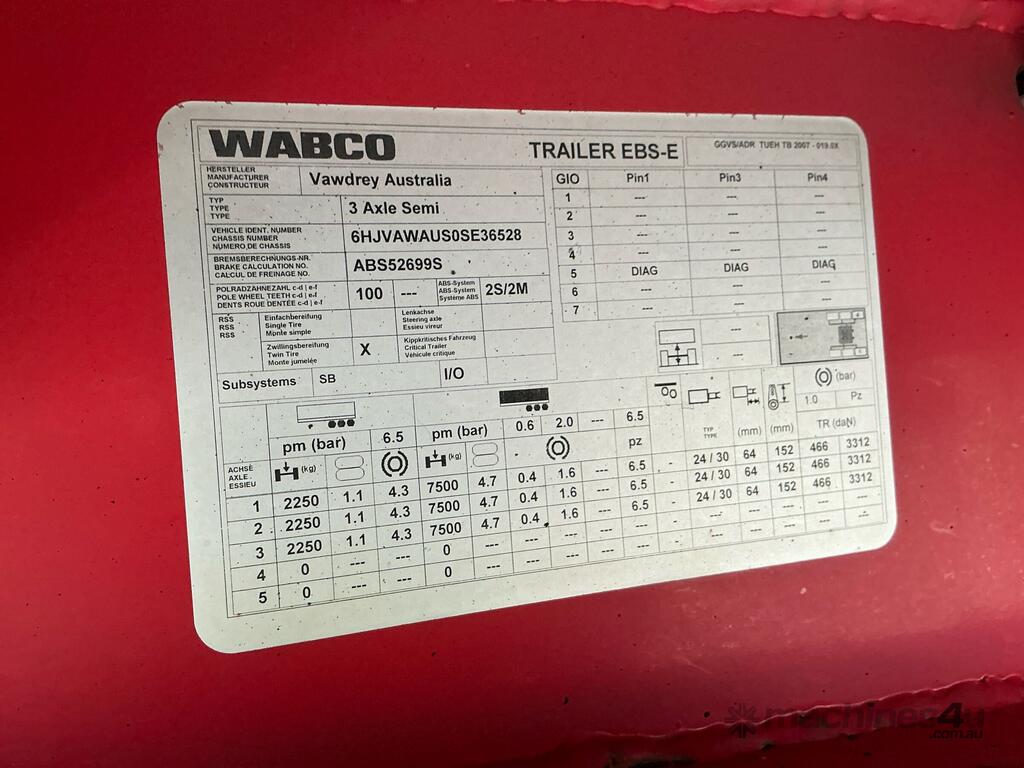 WABCO
TRAILER EBS-E
GGVS/ADR TUEH TB 2007 - 019.0X
HERSTELLER
MANUFACTURER
CONSTRUCTEUR
Vawdrey Australia
TYP
TYPE
TYPE
3 Axle Semi
VEHICLE IDENT. NUMBER
CHASSIS NUMBER
NUMERO DE CHASSIS
6HJVAWAUS0SE36528
BREMSBERECHNUNGS-NR.
BRAKE CALCULATION NO.
CALCUL DE FREINAGE NO.
ABS52699S
POLRADZAHNEZAHL c-d | e-f
POLE WHEEL TEETH c-d | e-f
DENTS ROUE DENTÉE c-d | e-f
100 ---
ABS-System
ABS-System
Système ABS
2S/2M
RSS
RSS
RSS
Einfachbereifung
Single Tire
Monte simple
Lenkachse
Steering axle
Essieu vireur
Zwillingsbereifung
Twin Tire
Monte jumelée
X
Kippkritisches Fahrzeug
Critical Trailer
Véhicule critique
Subsystems SB I/O
GIO Pin1 Pin3 Pin4
1 --- --- ---
2 --- --- ---
3 --- --- ---
4 --- --- ---
5 DIAG DIAG DIAG
6 --- --- ---
7 --- --- ---
---
---
pm (bar) 6.5 pm (bar) 0.6 2.0 --- 6.5
(bar)
1.0 Pz
ACHSE
AXLE
ESSIEU
(kg) (kg) pz
TYP
TYPE
(mm) (mm) TR (daN)
1 2250 1.1 4.3 7500 4.7 0.4 1.6 --- 6.5 - 24 / 30 64 152 466 3312
2 2250 1.1 4.3 7500 4.7 0.4 1.6 --- 6.5 - 24 / 30 64 152 466 3312
3 2250 1.1 4.3 7500 4.7 0.4 1.6 --- 6.5 - 24 / 30 64 152 466 3312
4 0 --- --- 0 --- --- --- --- --- - --- --- --- --- ---
5 0 --- --- 0 --- --- --- --- --- - --- --- --- --- ---
machines4u
.com.au